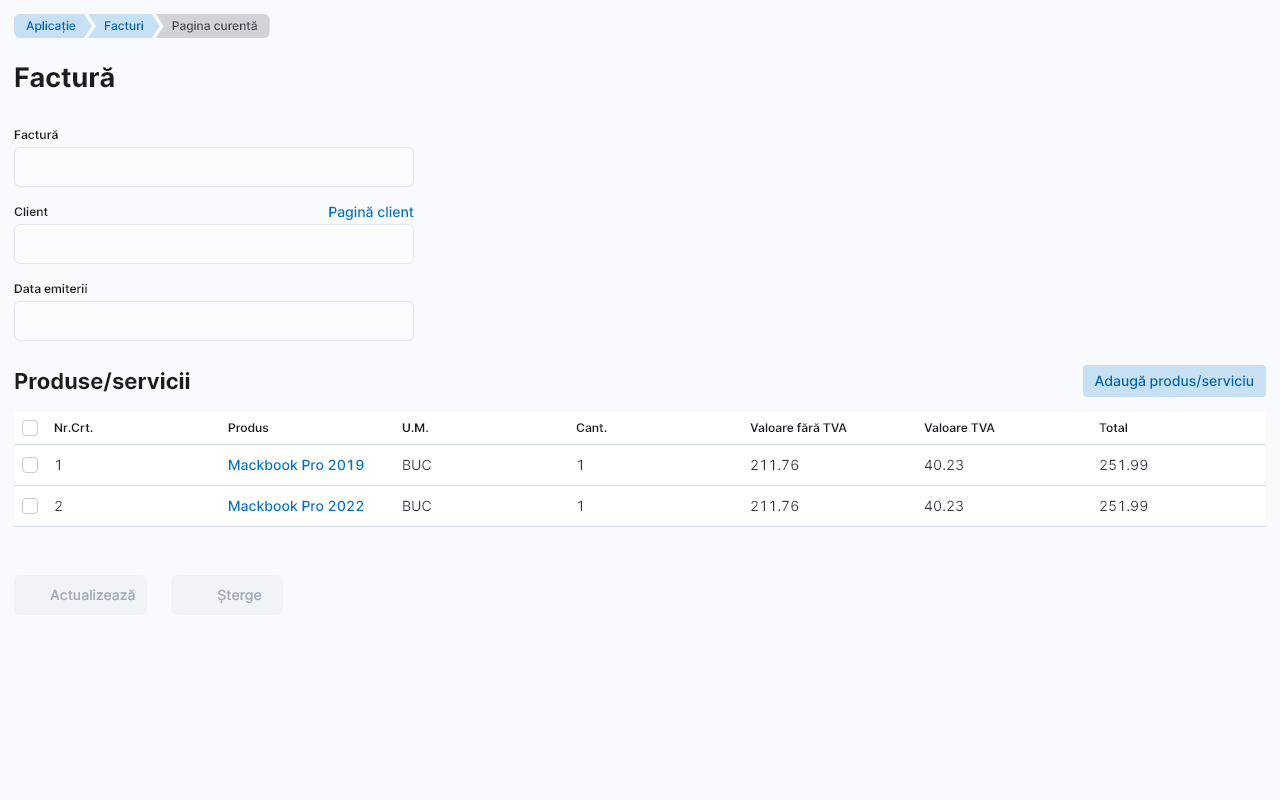 Aplicație Facturi Pagina curentă
Factură
Factură
Client Pagină client
Data emiterii
Produse/servicii Adaugă produs/serviciu
Nr.Crt. Produs U.M. Cant. Valoare fără TVA Valoare TVA Total
1 Mackbook Pro 2019 BUC 1 211.76 40.23 251.99
2 Mackbook Pro 2022 BUC 1 211.76 40.23 251.99
Actualizează Șterge